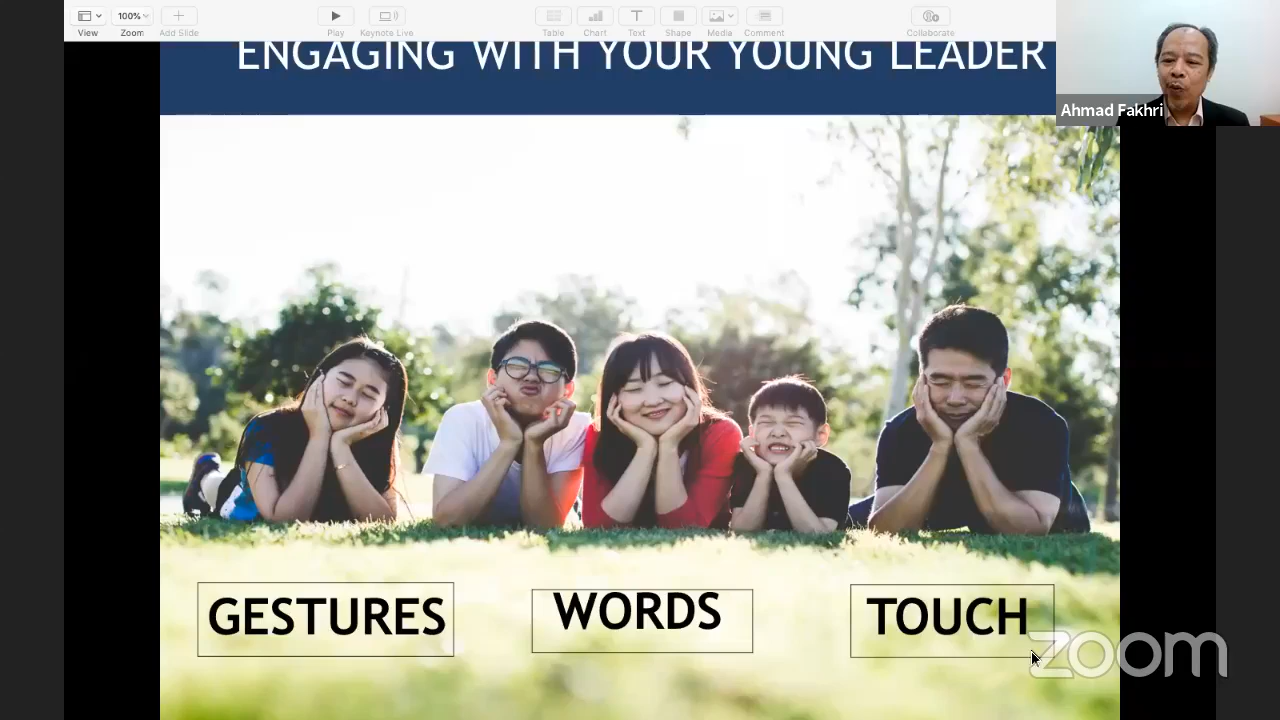 View
100%
Zoom
Add Slide
Play
Keynote Live
Table
Chart
Text
Shape
Media
Comment
Collaborate
ENGAGING WITH YOUR YOUNG LEADER
Ahmad Fakhri
GESTURES
WORDS
TOUCH
zoom